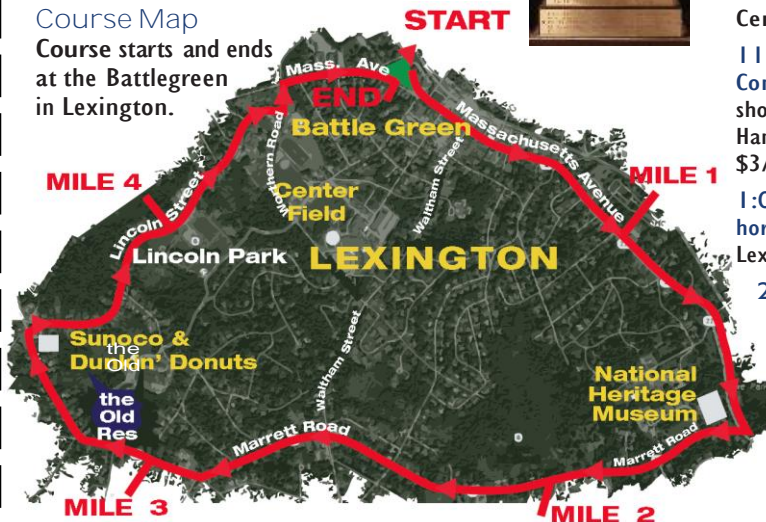 Course Map
Course starts and ends
at the Battlegreen
in Lexington.
START
Mass. Ave
END
Battle Green
Massachusetts Avenue
MILE 1
Waltham Street
Worthern Road
Center
Field
MILE 4
Lincoln Street
Lincoln Park
LEXINGTON
Sunoco &
Dunkin' Donuts
the
Old
the
Old
Res
Waltham Street
National
Heritage
Museum
Marrett Road
Marrett Road
MILE 3
MILE 2
Cer
11
Con
sho
Han
$3/
1:0
hor
Lex
2